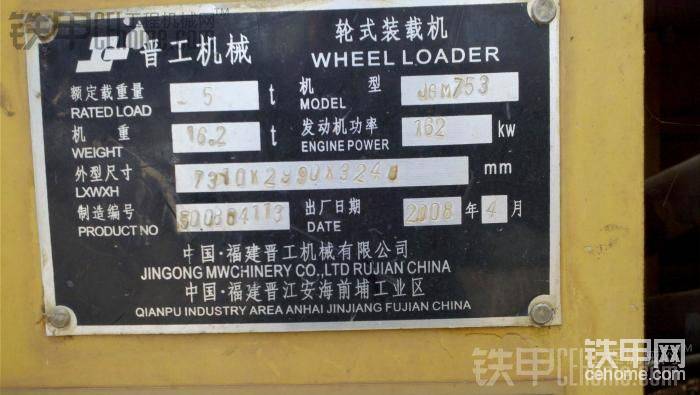 晋工机械 轮式装载机
WHEEL LOADER
额定载重量 5 t 机 型 JGM753
RATED LOAD MODEL
机 重 16.2 t 发动机功率 162 kw
WEIGHT ENGINE POWER
外型尺寸 mm
LXWXH
制造编号 出厂日期 2008 年 4 月
PRODUCT NO DATE
中国·福建晋工机械有限公司
JINGONG MWCHINERY CO.,LTD RUJIAN CHINA
中国·福建晋江安海前埔工业区
QIANPU INDUSTRY AREA ANHAI JINJIANG FUJIAN CHINA
铁甲网
cehome.com